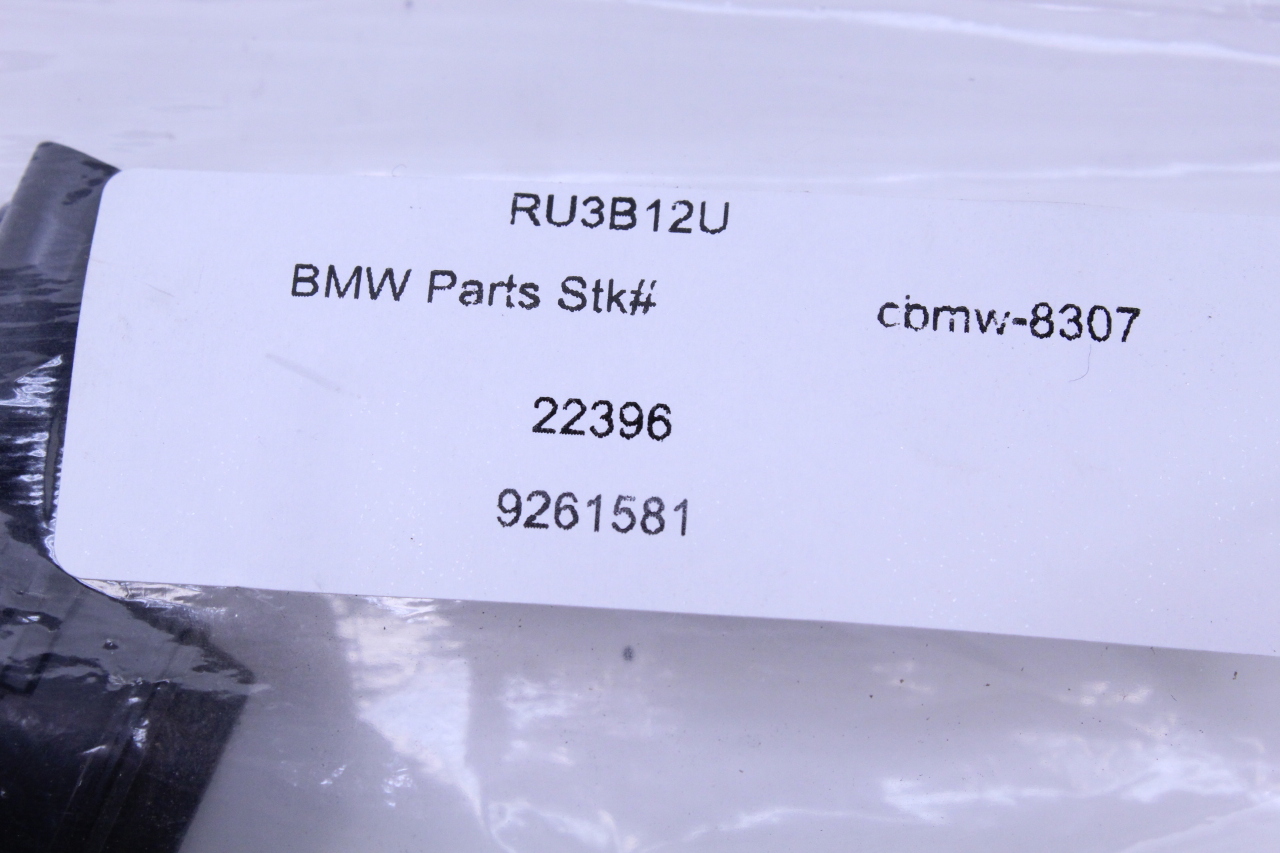 RU3B12U
BMW Parts Stk# cbmw-8307
22396
9261581